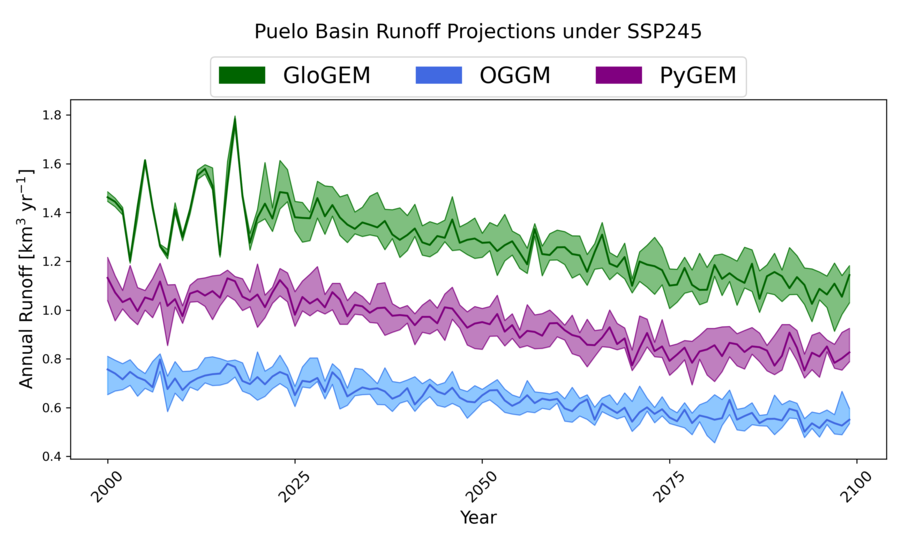 Puelo Basin Runoff Projections under SSP245
GloGEM OGGM PyGEM
Annual Runoff [km³ yr⁻¹]
1.8
1.6
1.4
1.2
1.0
0.8
0.6
0.4
2000 2025 2050 2075 2100
Year